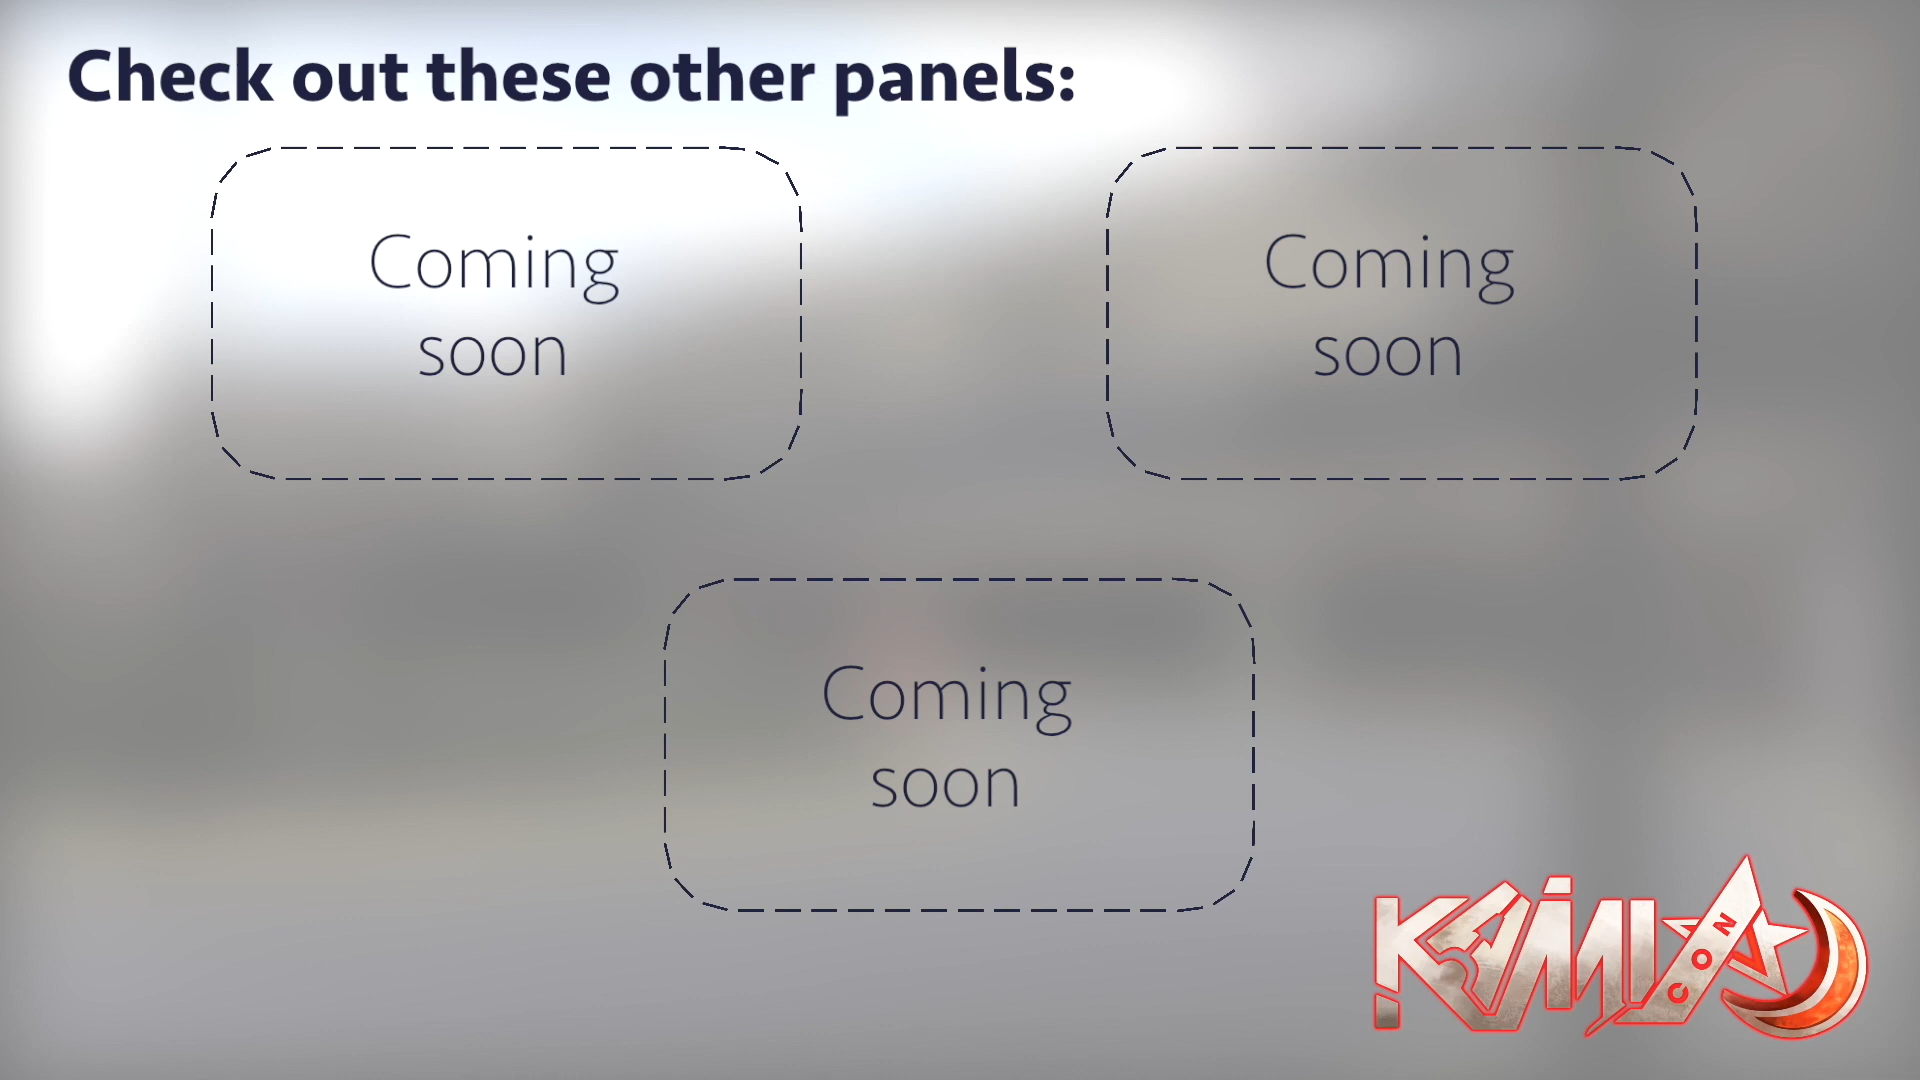 Check out these other panels:
Coming
soon
Coming
soon
Coming
soon
KAMI
CON